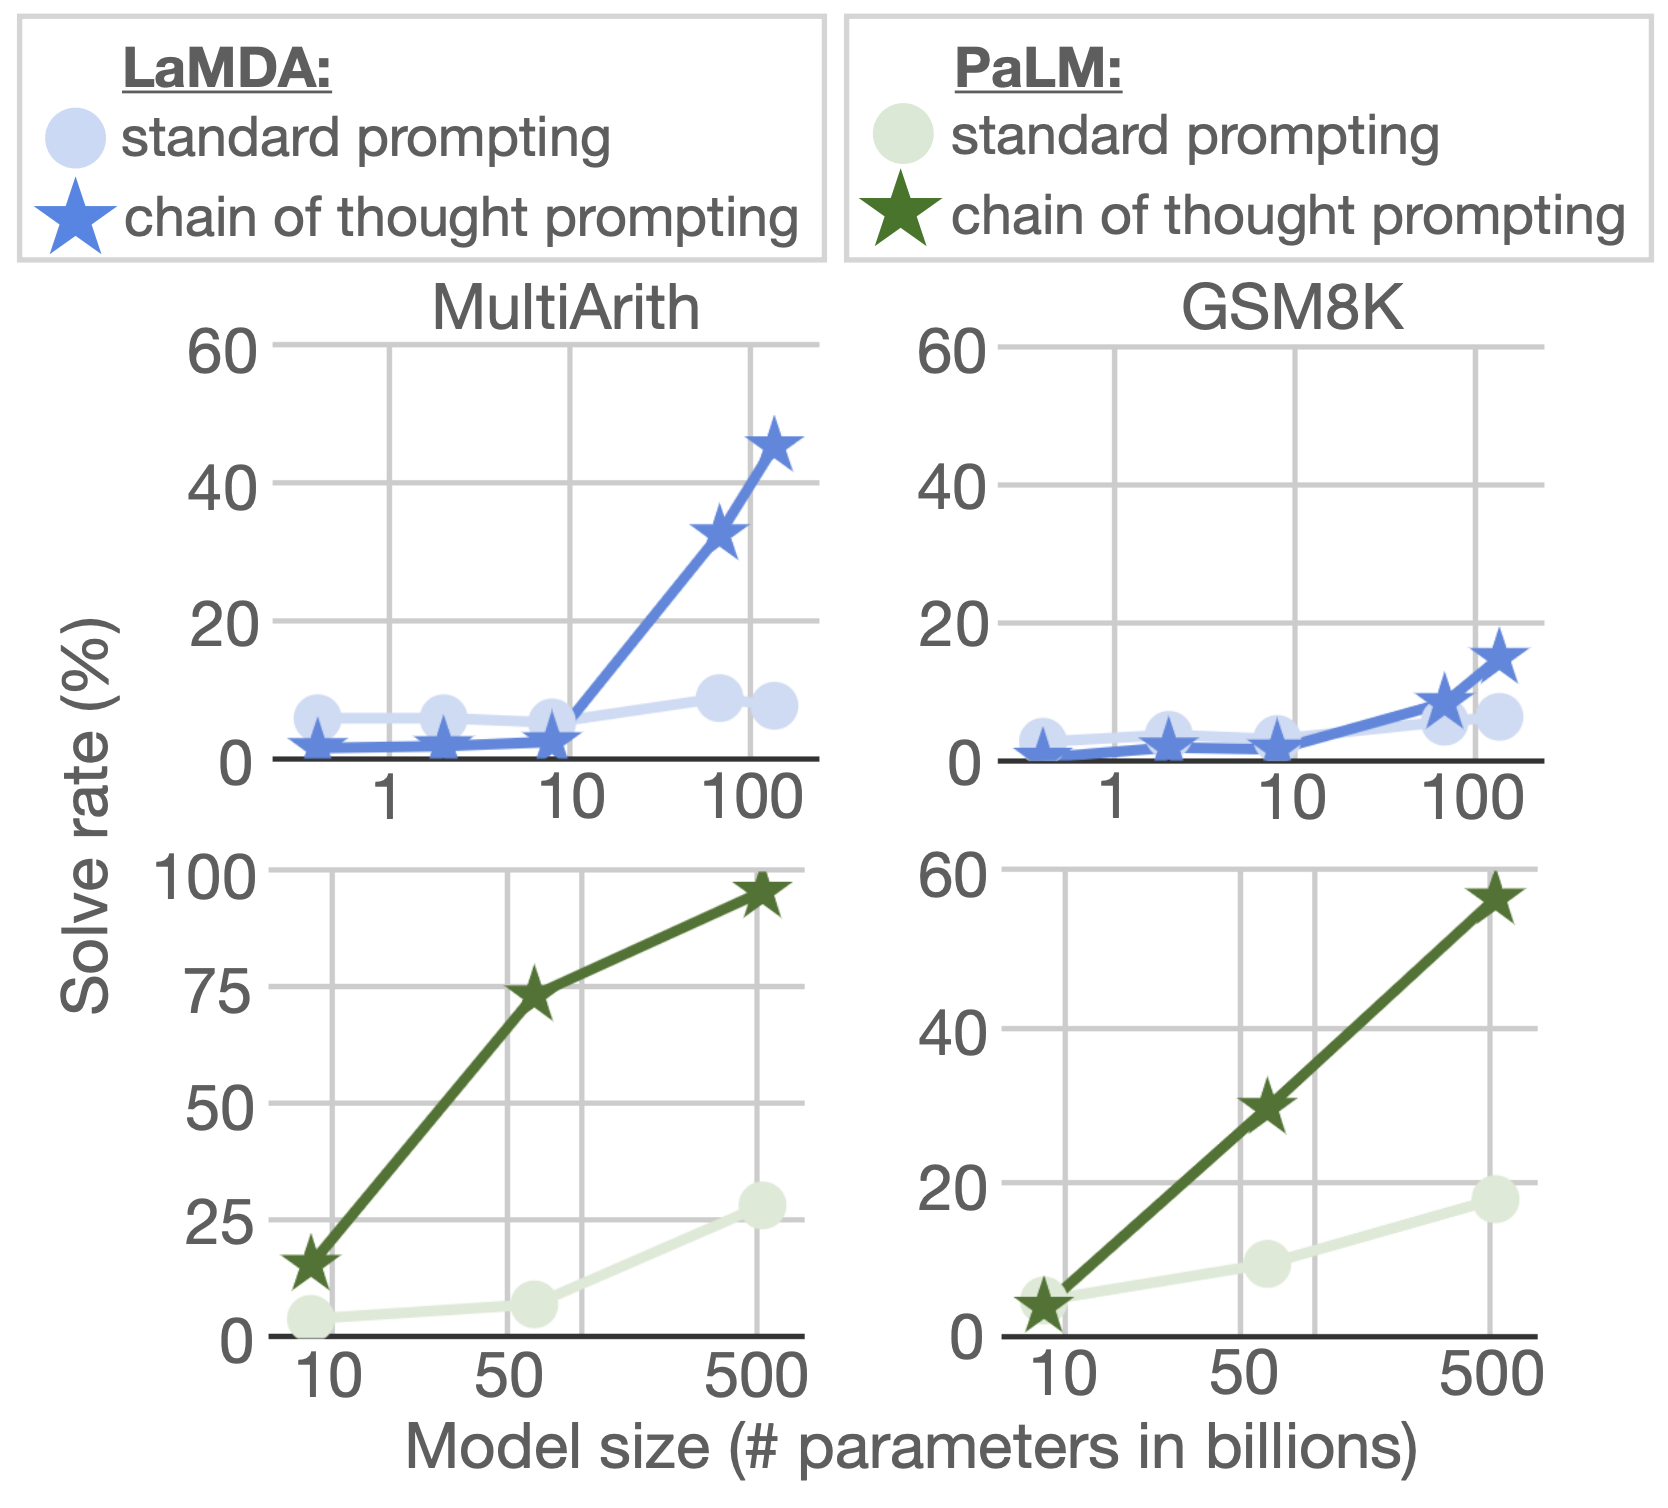 LaMDA:
standard prompting
chain of thought prompting
PaLM:
standard prompting
chain of thought prompting
MultiArith
60
40
20
0
1 10 100
GSM8K
60
40
20
0
1 10 100
Solve rate (%)
100
75
50
25
0
10 50 500
60
40
20
0
10 50 500
Model size (# parameters in billions)